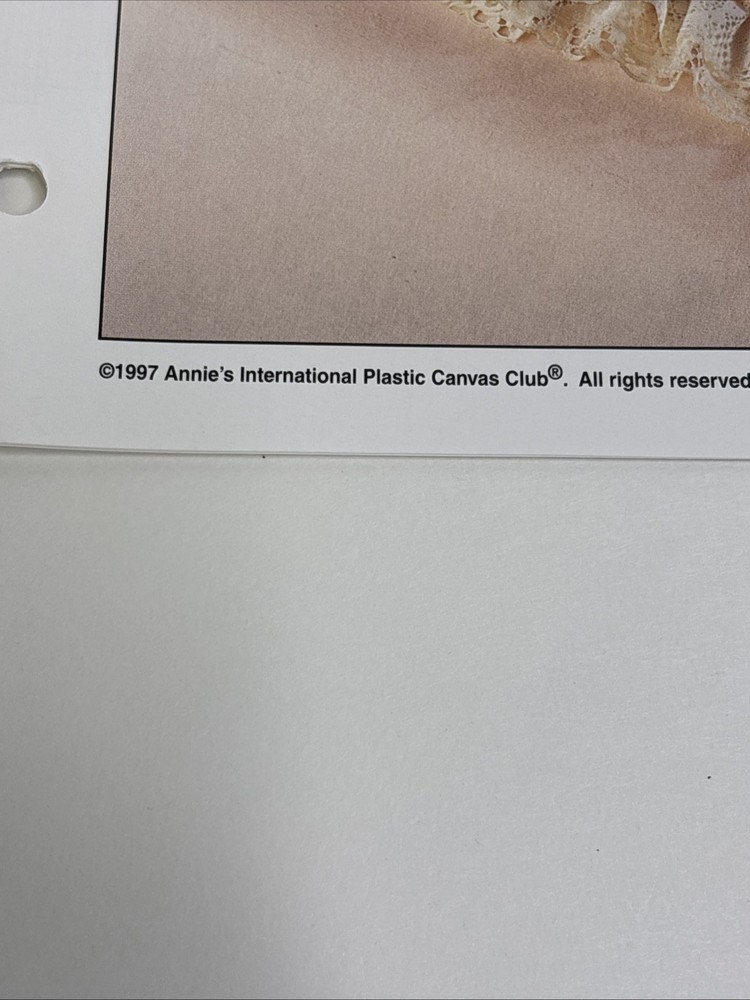 ©1997 Annie's International Plastic Canvas Club®. All rights reserved